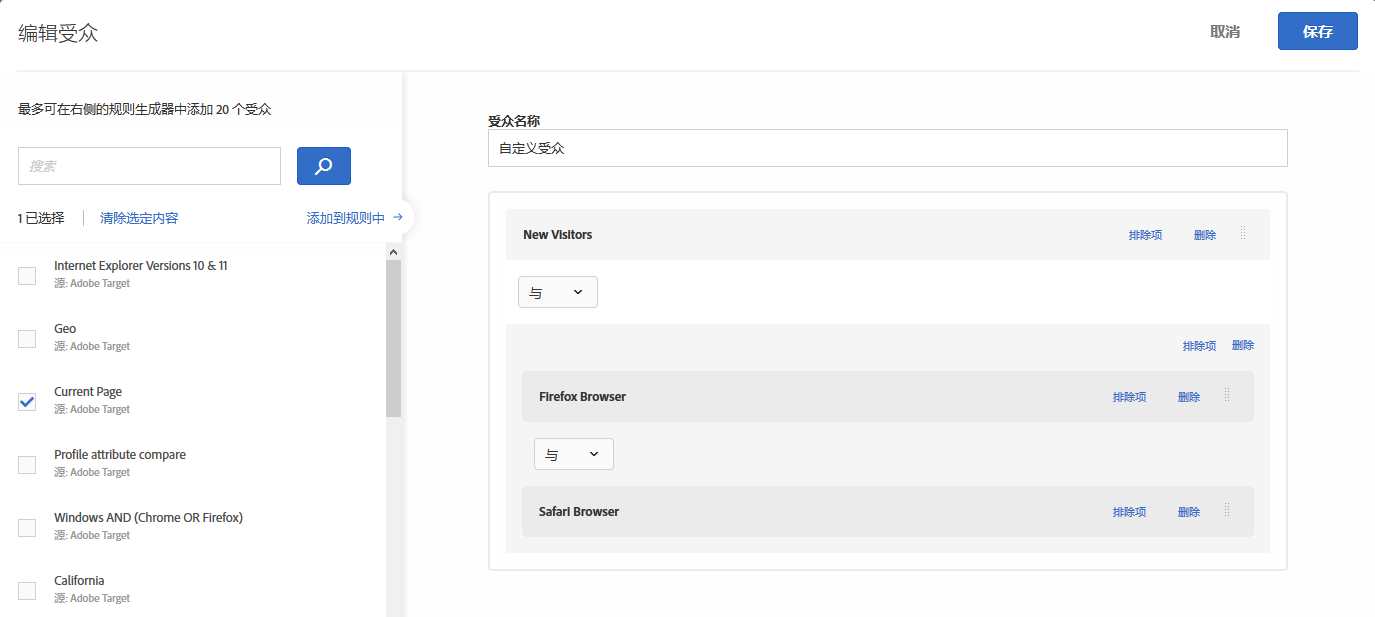 编辑受众
取消
保存
最多可在右侧的规则生成器中添加 20 个受众
搜索
1 已选择
清除选定内容
添加到规则中 →
Internet Explorer Versions 10 & 11
源: Adobe Target
Geo
源: Adobe Target
Current Page
源: Adobe Target
Profile attribute compare
源: Adobe Target
Windows AND (Chrome OR Firefox)
源: Adobe Target
California
源: Adobe Target
受众名称
自定义受众
New Visitors 排除项 删除
与
排除项 删除
Firefox Browser 排除项 删除
与
Safari Browser 排除项 删除